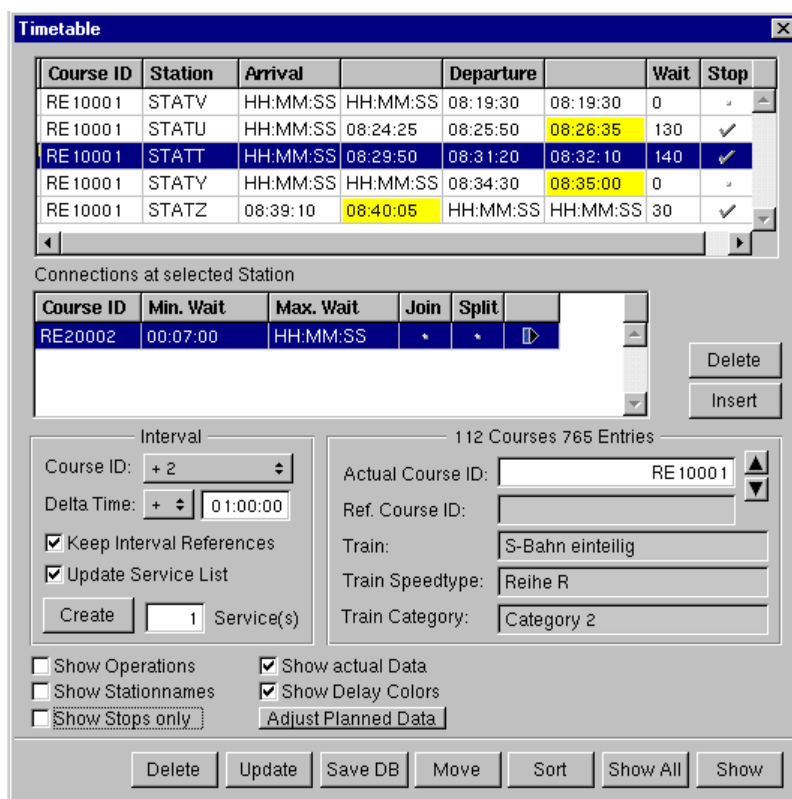 Timetable
Course ID Station Arrival Departure Wait Stop
RE10001 STATV HH:MM:SS HH:MM:SS 08:19:30 08:19:30 0
RE10001 STATU HH:MM:SS 08:24:25 08:25:50 08:26:35 130
RE10001 STATT HH:MM:SS 08:29:50 08:31:20 08:32:10 140
RE10001 STATY HH:MM:SS HH:MM:SS 08:34:30 08:35:00 0
RE10001 STATZ 08:39:10 08:40:05 HH:MM:SS HH:MM:SS 30
Connections at selected Station
Course ID Min. Wait Max. Wait Join Split
RE20002 00:07:00 HH:MM:SS
Delete
Insert
Interval
Course ID: + 2
Delta Time: + 01:00:00
Keep Interval References
Update Service List
Create 1 Service(s)
112 Courses 765 Entries
Actual Course ID: RE10001
Ref. Course ID:
Train: S-Bahn einteilig
Train Speedtype: Reihe R
Train Category: Category 2
Show Operations Show actual Data
Show Stationnames Show Delay Colors
Show Stops only Adjust Planned Data
Delete Update Save DB Move Sort Show All Show